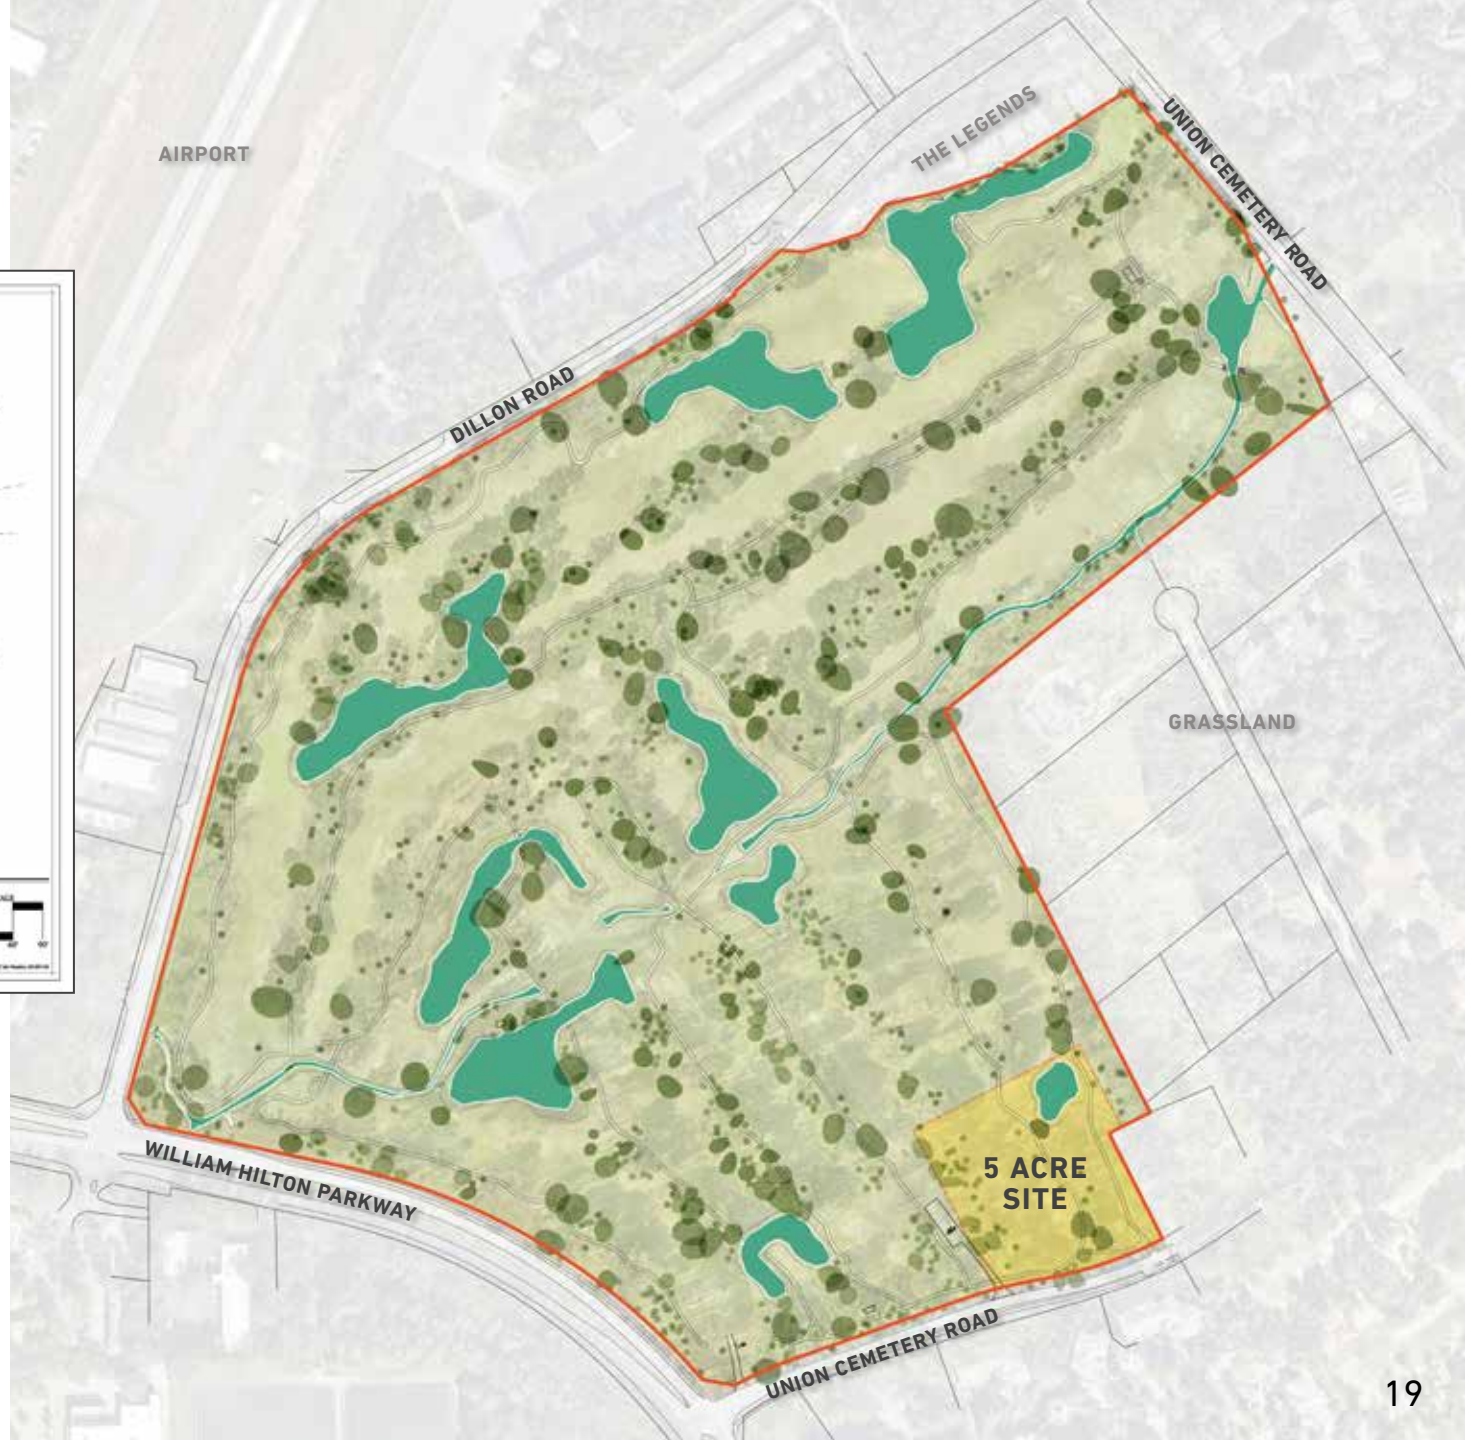 AIRPORT
THE LEGENDS
UNION CEMETERY ROAD
DILLON ROAD
GRASSLAND
5 ACRE
SITE
WILLIAM HILTON PARKWAY
UNION CEMETERY ROAD
19